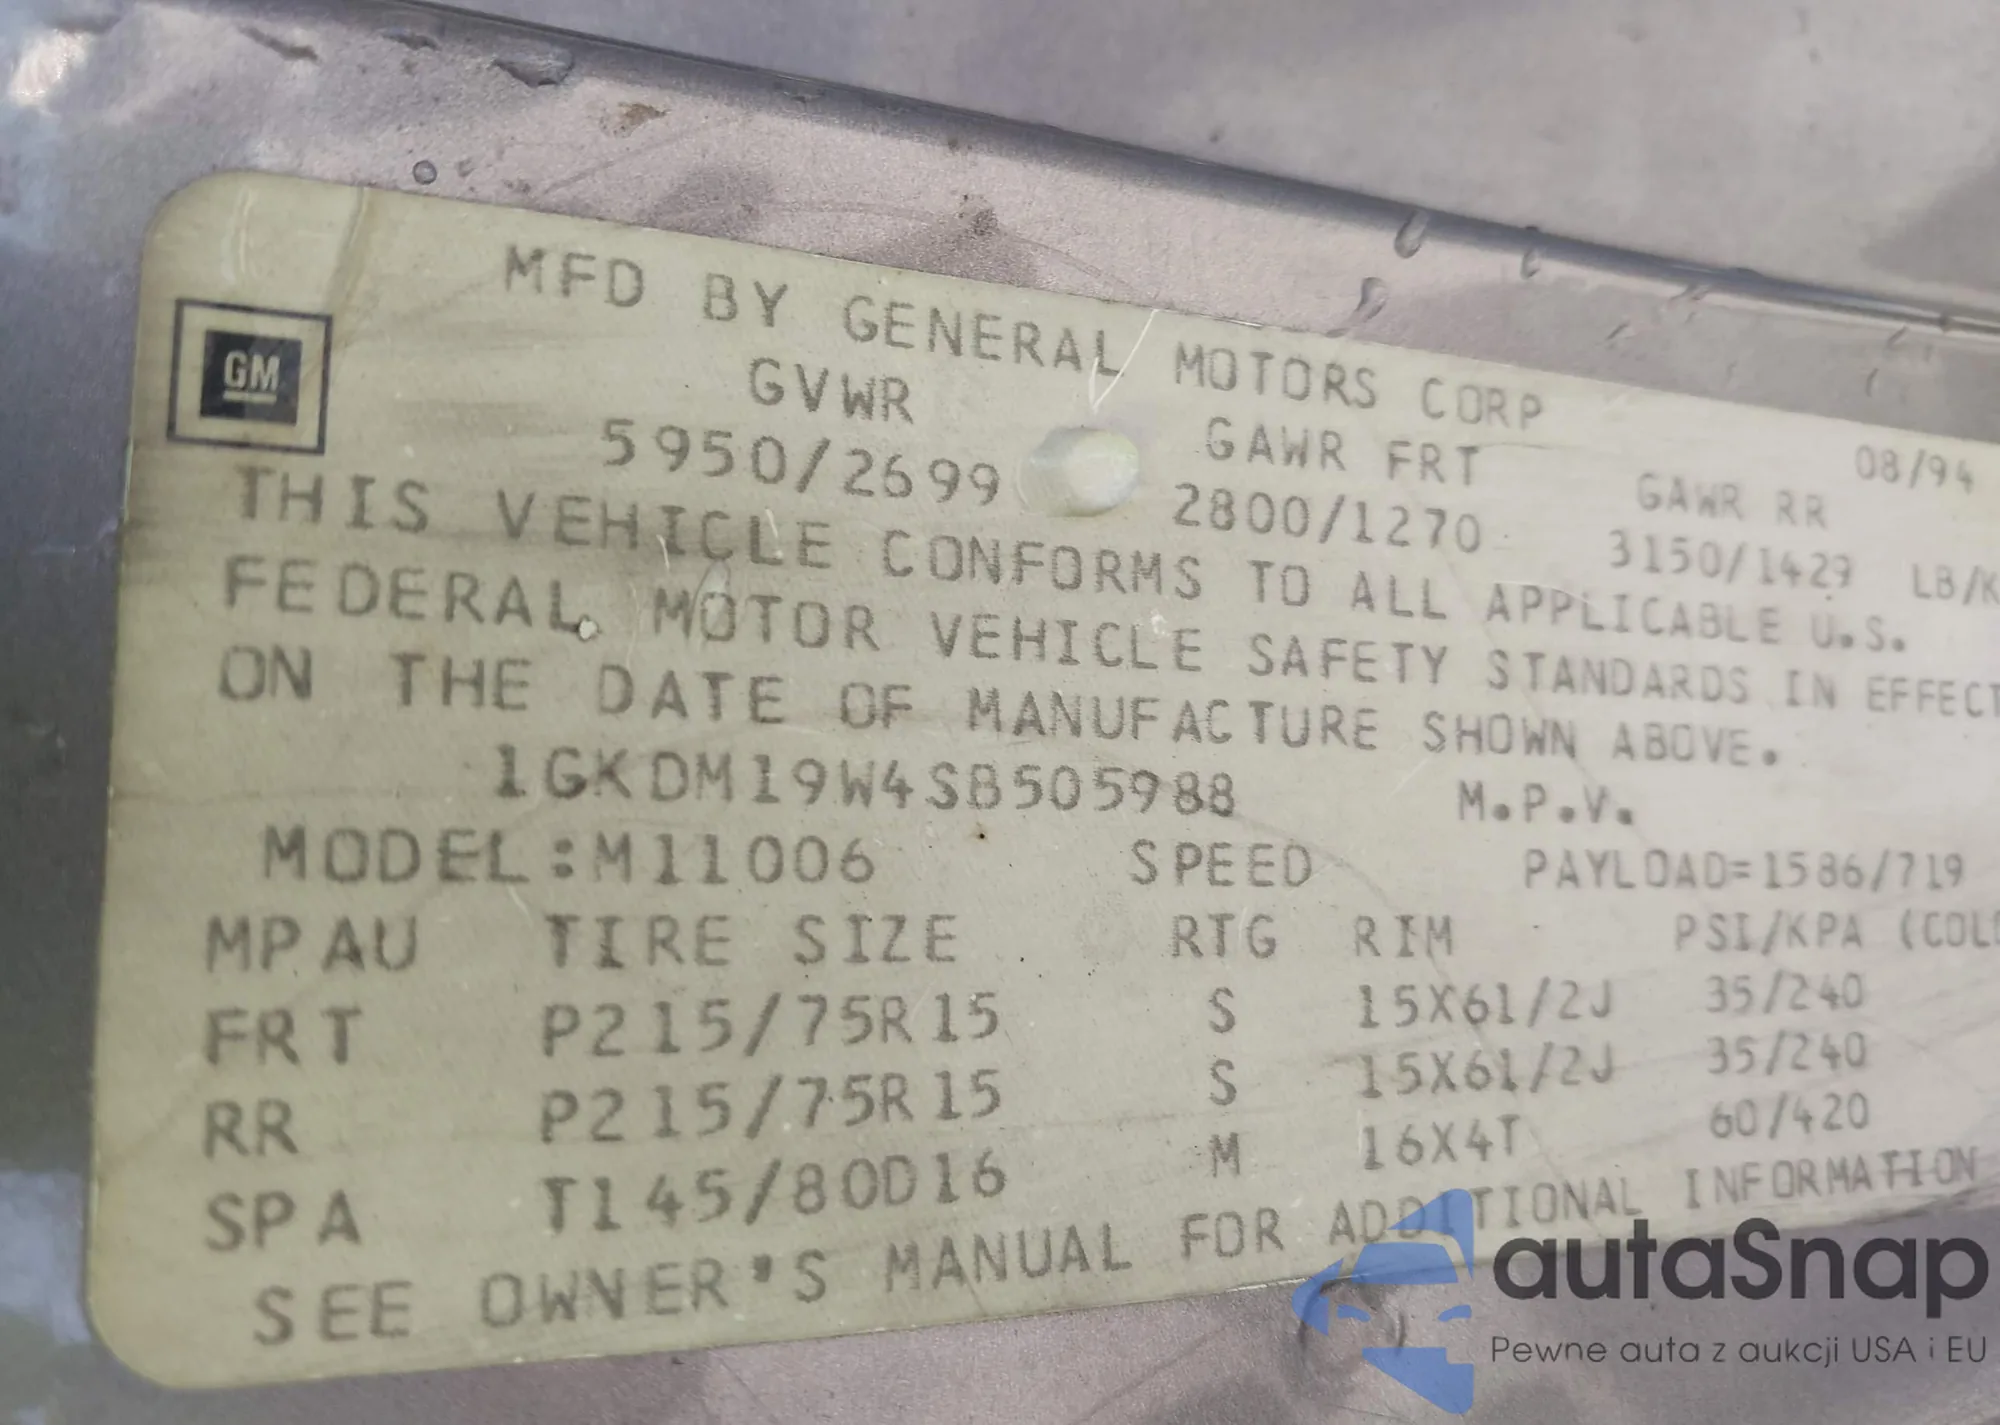 MFD BY GENERAL MOTORS CORP
08/94
GM
GVWR GAWR FRT GAWR RR
5950/2699 2800/1270 3150/1429 LB/K
THIS VEHICLE CONFORMS TO ALL APPLICABLE U.S.
FEDERAL MOTOR VEHICLE SAFETY STANDARDS IN EFFECT
ON THE DATE OF MANUFACTURE SHOWN ABOVE.
1GKDM19W4SB505988 M.P.V.
MODEL:M11006 SPEED PAYLOAD=1586/719
MPAU TIRE SIZE RTG RIM PSI/KPA (COLD
FRT P215/75R15 S 15X61/2J 35/240
RR P215/75R15 S 15X61/2J 35/240
SPA T145/80D16 M 16X4T 60/420
SEE OWNER'S MANUAL FOR ADDITIONAL INFORMATION
autaSnap
Pewne auta z aukcji USA i EU